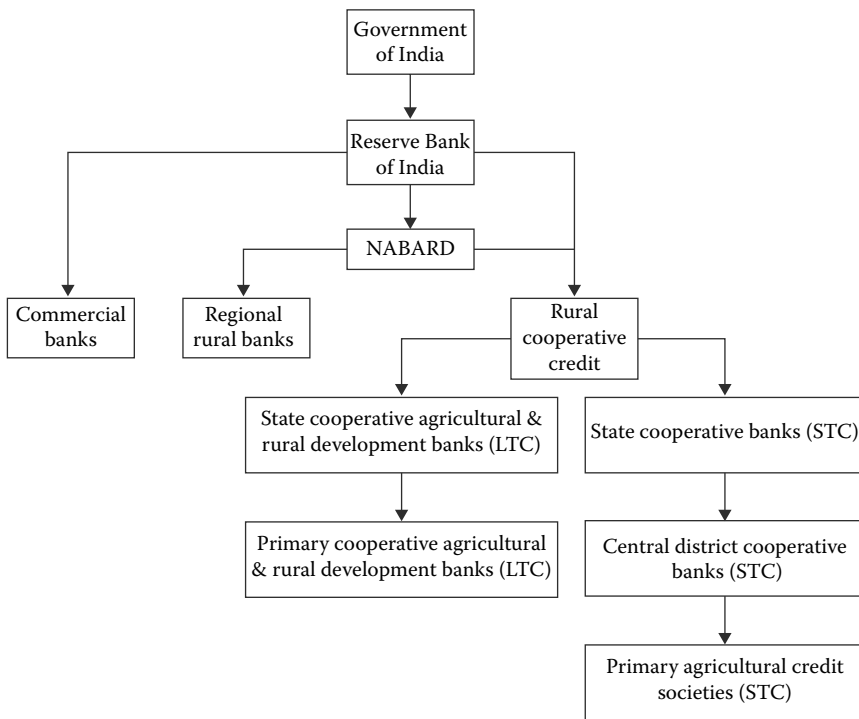 Government
of India
Reserve Bank
of India
NABARD
Commercial
banks
Regional
rural banks
Rural
cooperative
credit
State cooperative agricultural &
rural development banks (LTC)
State cooperative banks (STC)
Primary cooperative agricultural
& rural development banks (LTC)
Central district cooperative
banks (STC)
Primary agricultural credit
societies (STC)